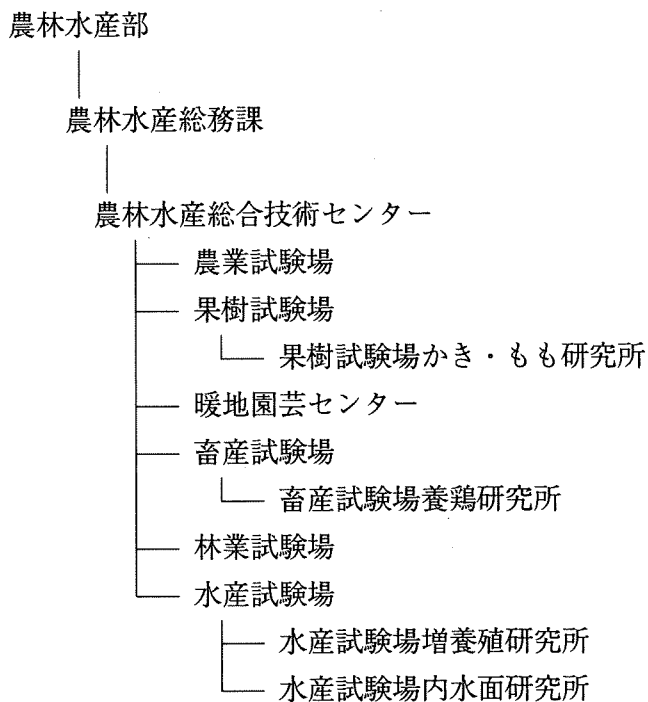 農林水産部
農林水産総務課
農林水産総合技術センター
農業試験場
果樹試験場
果樹試験場かき・もも研究所
暖地園芸センター
畜産試験場
畜産試験場養鶏研究所
林業試験場
水産試験場
水産試験場増養殖研究所
水産試験場内水面研究所